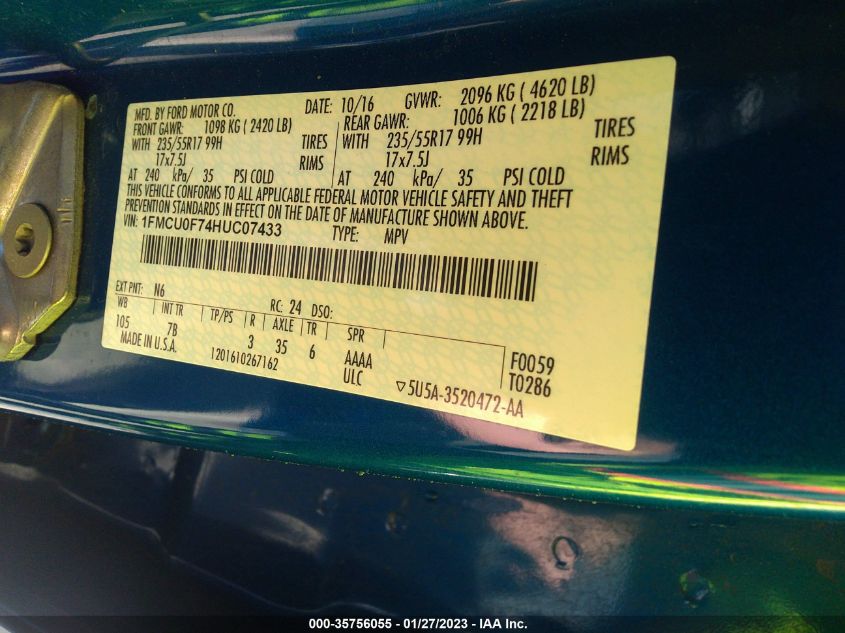 MFD. BY FORD MOTOR CO. DATE: 10/16 GVWR: 2096 KG ( 4620 LB)
FRONT GAWR: 1098 KG ( 2420 LB) REAR GAWR: 1006 KG ( 2218 LB)
WITH 235/55R17 99H TIRES WITH 235/55R17 99H TIRES
17x7.5J RIMS 17x7.5J RIMS
AT 240 kPa/ 35 PSI COLD AT 240 kPa/ 35 PSI COLD
THIS VEHICLE CONFORMS TO ALL APPLICABLE FEDERAL MOTOR VEHICLE SAFETY AND THEFT
PREVENTION STANDARDS IN EFFECT ON THE DATE OF MANUFACTURE SHOWN ABOVE.
VIN: 1FMCU0F74HUC07433 TYPE: MPV
EXT PNT: N6 RC: 24 DSO:
WB INT TR TP/PS R AXLE TR SPR
105 7B 3 35 6 AAAA F0059
MADE IN U.S.A. 1201610267162 ULC T0286
5U5A-3520472-AA
000-35756055 — 01/27/2023 — IAA Inc.